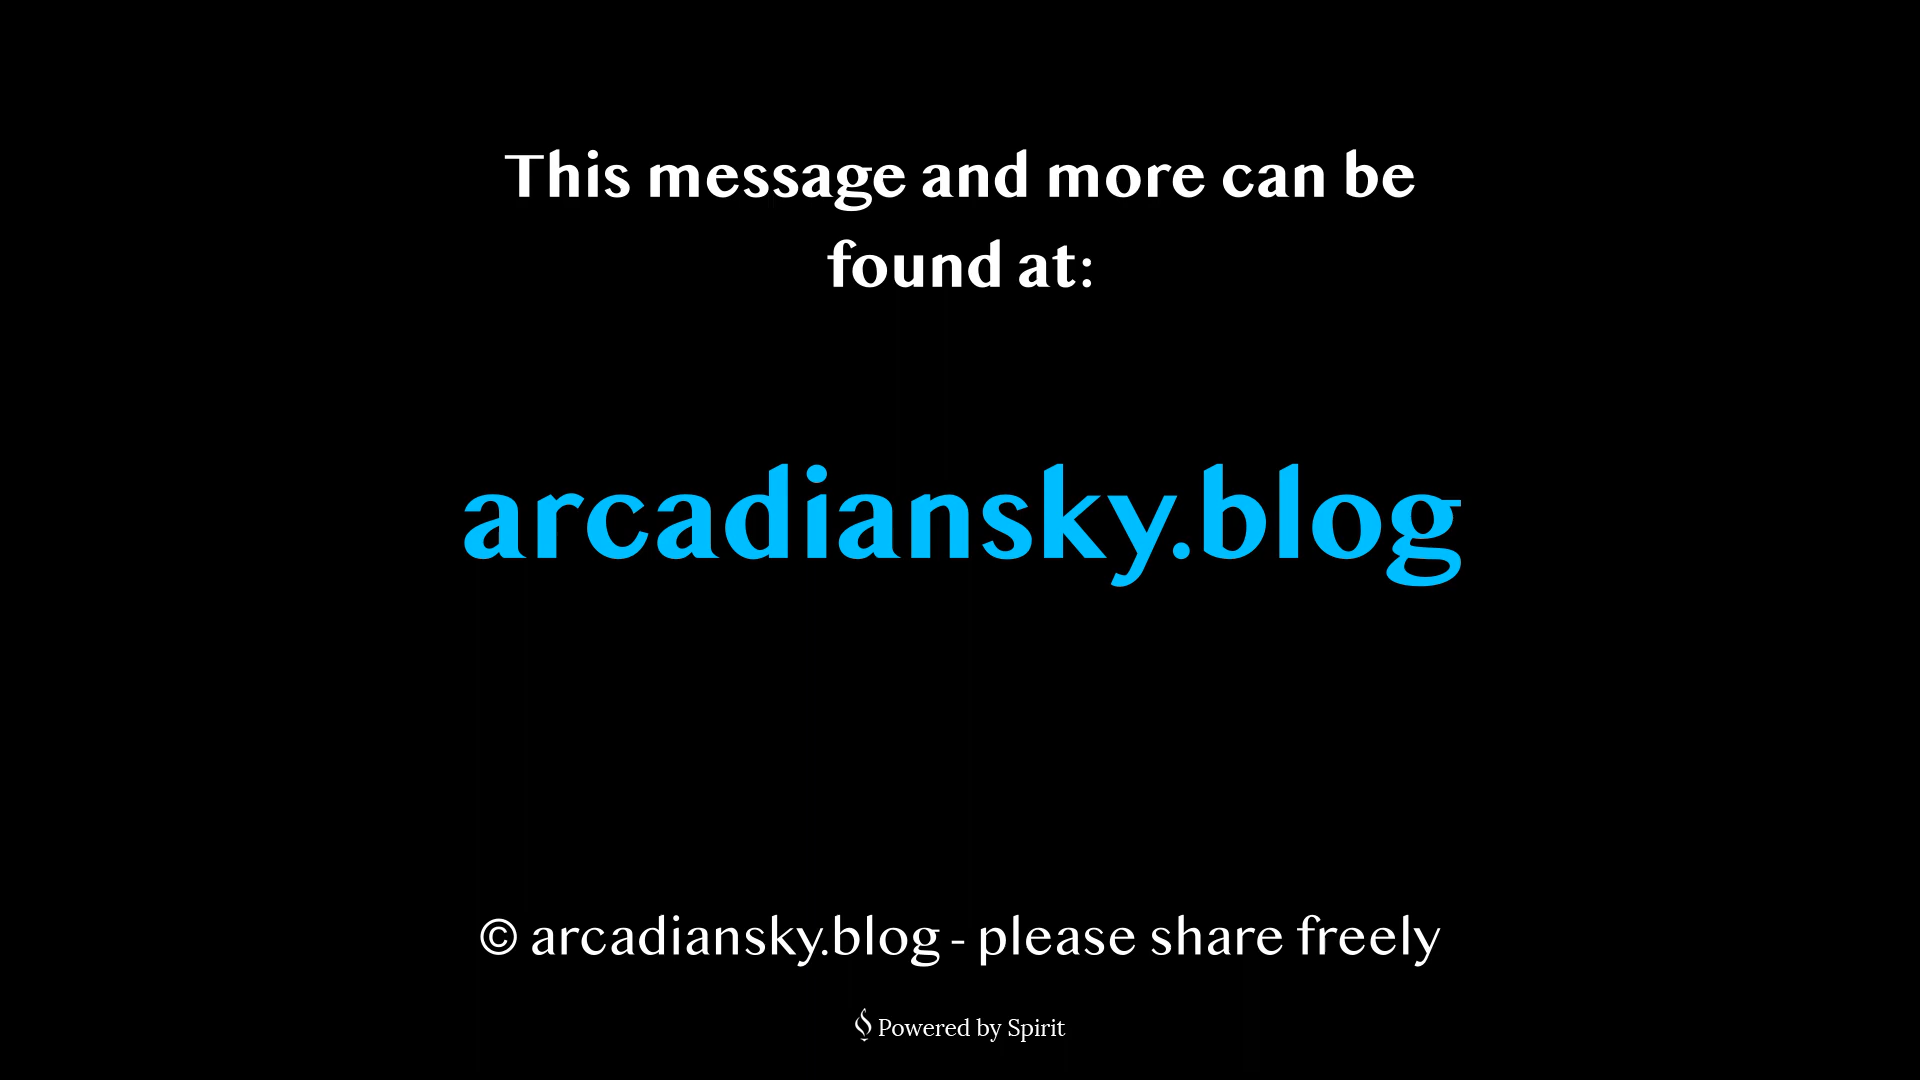 This message and more can be
found at:
arcadiansky.blog
© arcadiansky.blog - please share freely
Powered by Spirit